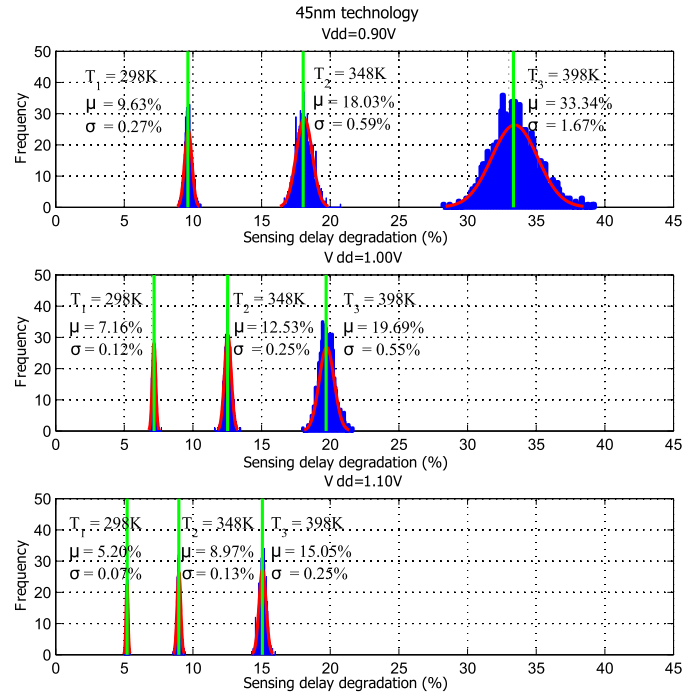 45nm technology
Vdd=0.90V
Frequency
50
40
30
20
10
0
T1 = 298K
μ = 9.63%
σ = 0.27%
T2 = 348K
μ = 18.03%
σ = 0.59%
T3 = 398K
μ = 33.34%
σ = 1.67%
0 5 10 15 20 25 30 35 40 45
Sensing delay degradation (%)
V dd=1.00V
Frequency
50
40
30
20
10
0
T1 = 298K
μ = 7.16%
σ = 0.12%
T2 = 348K
μ = 12.53%
σ = 0.25%
T3 = 398K
μ = 19.69%
σ = 0.55%
0 5 10 15 20 25 30 35 40 45
Sensing delay degradation (%)
V dd=1.10V
Frequency
50
40
30
20
10
0
T1 = 298K
μ = 5.20%
σ = 0.07%
T2 = 348K
μ = 8.97%
σ = 0.13%
T3 = 398K
μ = 15.05%
σ = 0.25%
0 5 10 15 20 25 30 35 40 45
Sensing delay degradation (%)